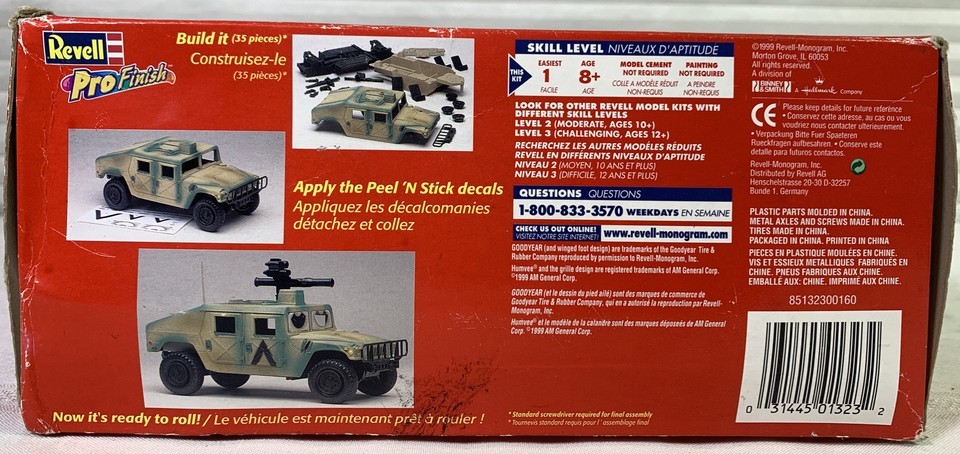 Revell
ProFinish™
Build it (35 pieces)*
Construisez-le
(35 pièces)*
Apply the Peel 'N Stick decals
Appliquez les décalcomanies
détachez et collez
Now it's ready to roll! / Le véhicule est maintenant prêt à rouler !
SKILL LEVEL NIVEAUX D'APTITUDE
THIS KIT
EASIEST
1
FACILE
AGE
8+
AGE
MODEL CEMENT
NOT REQUIRED
COLLE A MODÈLE RÉDUIT
NON-REQUIS
PAINTING
NOT REQUIRED
A PEINDRE
NON-REQUIS
LOOK FOR OTHER REVELL MODEL KITS WITH
DIFFERENT SKILL LEVELS
LEVEL 2 (MODERATE, AGES 10+)
LEVEL 3 (CHALLENGING, AGES 12+)
RECHERCHEZ LES AUTRES MODÈLES RÉDUITS
REVELL EN DIFFÉRENTS NIVEAUX D'APTITUDE
NIVEAU 2 (MOYEN, 10 ANS ET PLUS)
NIVEAU 3 (DIFFICILE, 12 ANS ET PLUS)
QUESTIONS QUESTIONS
1-800-833-3570 WEEKDAYS EN SEMAINE
CHECK US OUT ONLINE!
VISITEZ NOTRE SITE INTERNET!
www.revell-monogram.com
GOODYEAR (and winged foot design) are trademarks of the Goodyear Tire &
Rubber Company reproduced by permission to Revell-Monogram, Inc.
Humvee® and the grille design are registered trademarks of AM General Corp.
©1999 AM General Corp.
GOODYEAR (et le dessin du pied ailé) sont des marques de commerce de
Goodyear Tire & Rubber Company, qui en a autorisé la reproduction par Revell-
Monogram, Inc.
Humvee® et le modèle de la calandre sont des marques déposées de AM General
Corp. ©1999 AM General Corp.
* Standard screwdriver required for final assembly
* Tournevis standard requis pour l'assemblage final
©1999 Revell-Monogram, Inc.
Morton Grove, IL 60053
All rights reserved.
A division of
BINNEY
& SMITH
A Hallmark Company
CE
Please keep details for future reference
• Conservez cette adresse, au cas ou vous
voudriez nous contacter ulterieurement.
• Verpackung Bitte Fuer Spaeteren
Rueckfragen aufbesahren. • Conserve este
detalle para futuros contactos.
Revell-Monogram, Inc.
Distributed by Revell AG
Henschelstrasse 20-30 D-32257
Bunde 1, Germany
PLASTIC PARTS MOLDED IN CHINA.
METAL AXLES AND SCREWS MADE IN CHINA.
TIRES MADE IN CHINA.
PACKAGED IN CHINA. PRINTED IN CHINA
PIECES EN PLASTIQUE MOULÉES EN CHINE.
VIS ET ESSIEUX METALLIQUES FABRIQUÉS EN
CHINE. PNEUS FABRIQUES AUX CHINE.
EMBALLÉ AUX: CHINE. IMPRIMÉ AUX CHINE.
85132300160
0 31445 01323 2